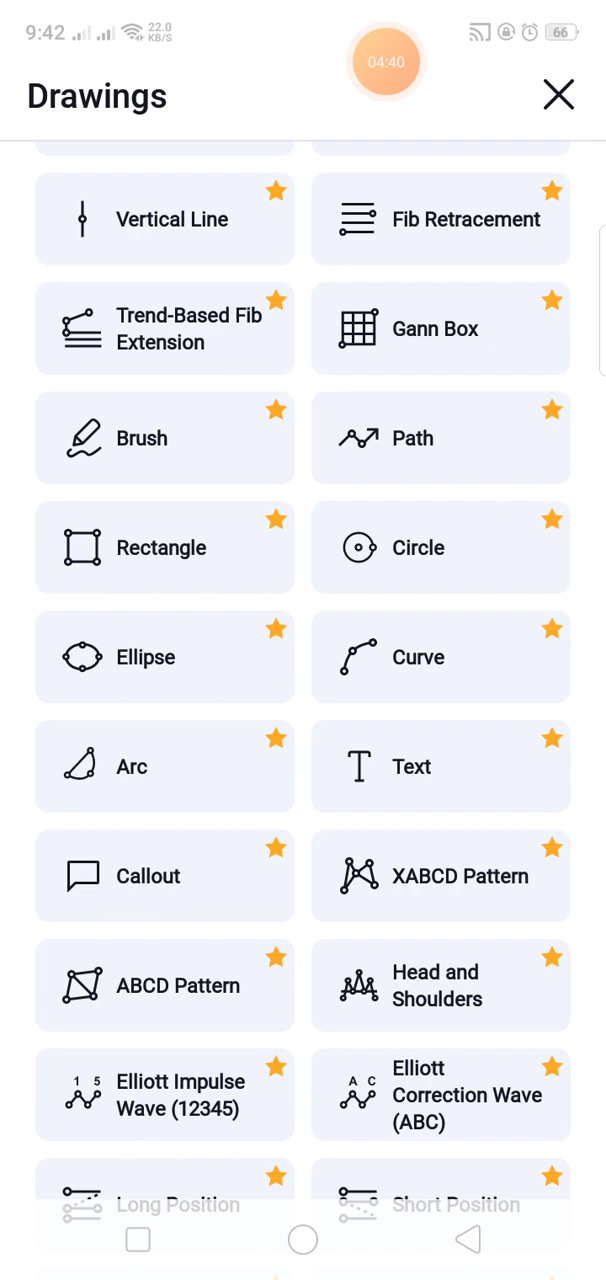 9:42 22.0 KB/S 04:40 66
Drawings
Vertical Line
Fib Retracement
Trend-Based Fib
Extension
Gann Box
Brush
Path
Rectangle
Circle
Ellipse
Curve
Arc
Text
Callout
XABCD Pattern
ABCD Pattern
Head and
Shoulders
1 5
Elliott Impulse
Wave (12345)
A C
Elliott
Correction Wave
(ABC)
Long Position
Short Position